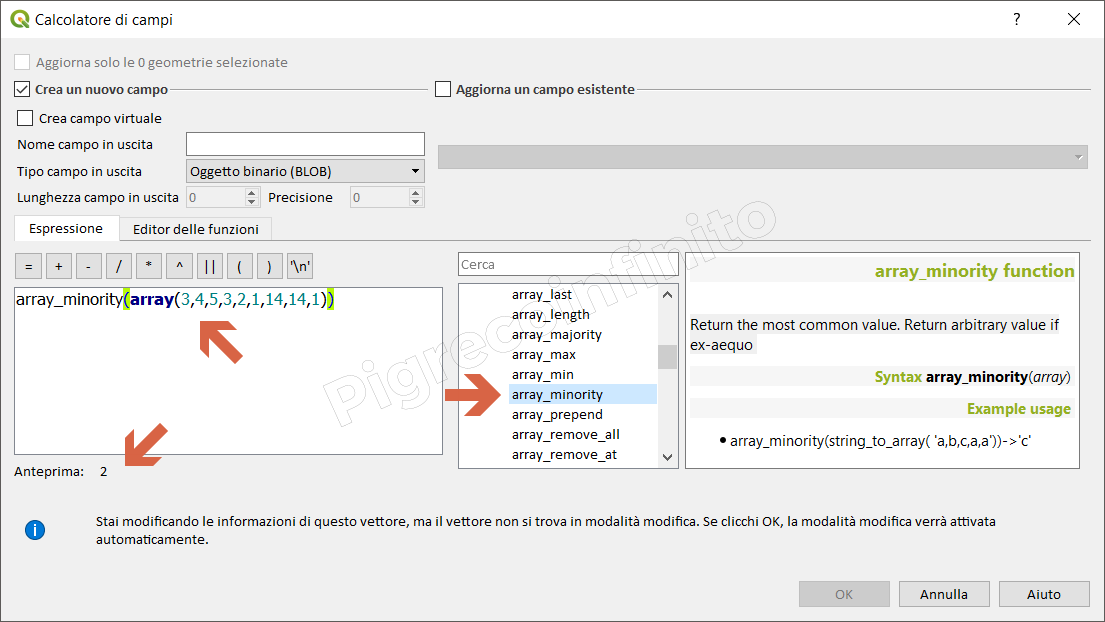 Calcolatore di campi
?
Aggiorna solo le 0 geometrie selezionate
Crea un nuovo campo
Aggiorna un campo esistente
Crea campo virtuale
Nome campo in uscita
Tipo campo in uscita
Oggetto binario (BLOB)
Lunghezza campo in uscita
0
Precisione
0
Espressione
Editor delle funzioni
= + - / * ^ || ( ) '\n'
array_minority(array(3,4,5,3,2,1,14,14,1))
Anteprima: 2
Cerca
array_last
array_length
array_majority
array_max
array_min
array_minority
array_prepend
array_remove_all
array_remove_at
array_minority function
Return the most common value. Return arbitrary value if
ex-aequo
Syntax array_minority(array)
Example usage
● array_minority(string_to_array( 'a,b,c,a,a'))->'c'
Pigrecoinfinito
Stai modificando le informazioni di questo vettore, ma il vettore non si trova in modalità modifica. Se clicchi OK, la modalità modifica verrà attivata
automaticamente.
OK
Annulla
Aiuto